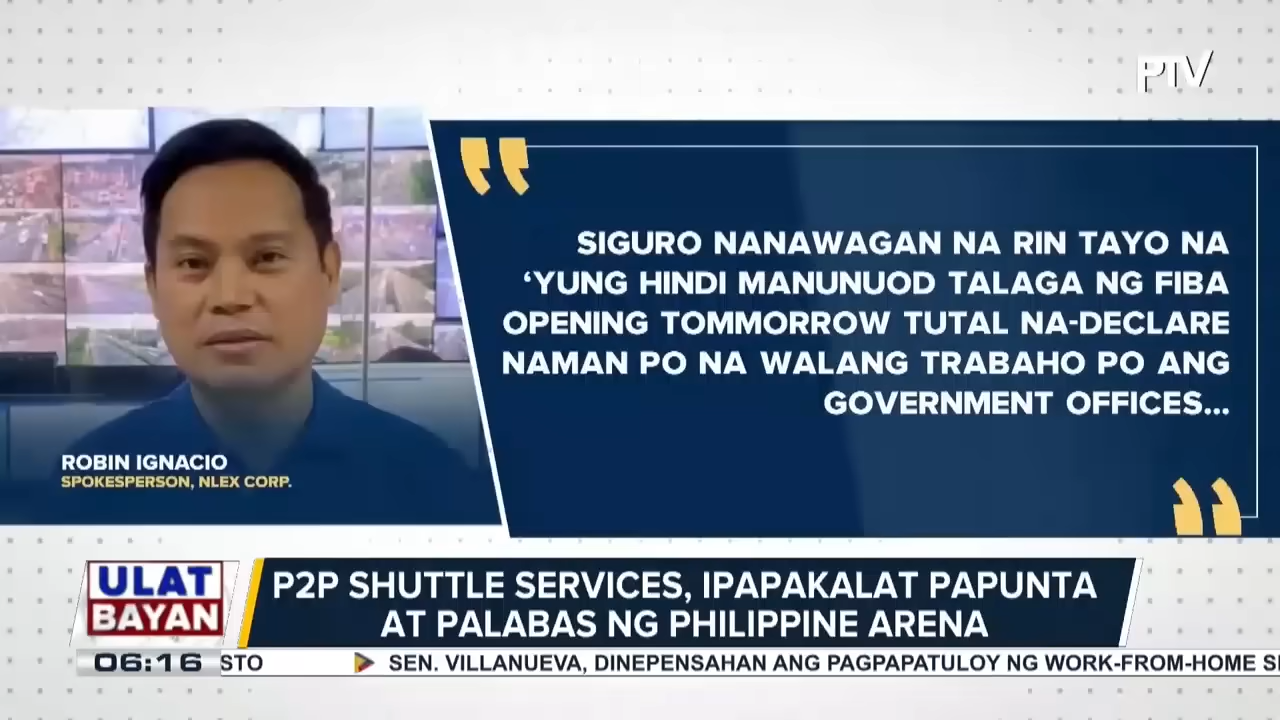 PTV
SIGURO NANAWAGAN NA RIN TAYO NA
‘YUNG HINDI MANUNUOD TALAGA NG FIBA
OPENING TOMMORROW TUTAL NA-DECLARE
NAMAN PO NA WALANG TRABAHO PO ANG
GOVERNMENT OFFICES...
ROBIN IGNACIO
SPOKESPERSON, NLEX CORP.
ULAT
BAYAN
P2P SHUTTLE SERVICES, IPAPAKALAT PAPUNTA
AT PALABAS NG PHILIPPINE ARENA
06:16
STO SEN. VILLANUEVA, DINEPENSAHAN ANG PAGPAPATULOY NG WORK-FROM-HOME